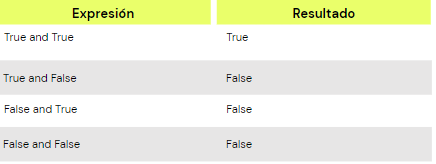 Expresión Resultado
True and True True
True and False False
False and True False
False and False False